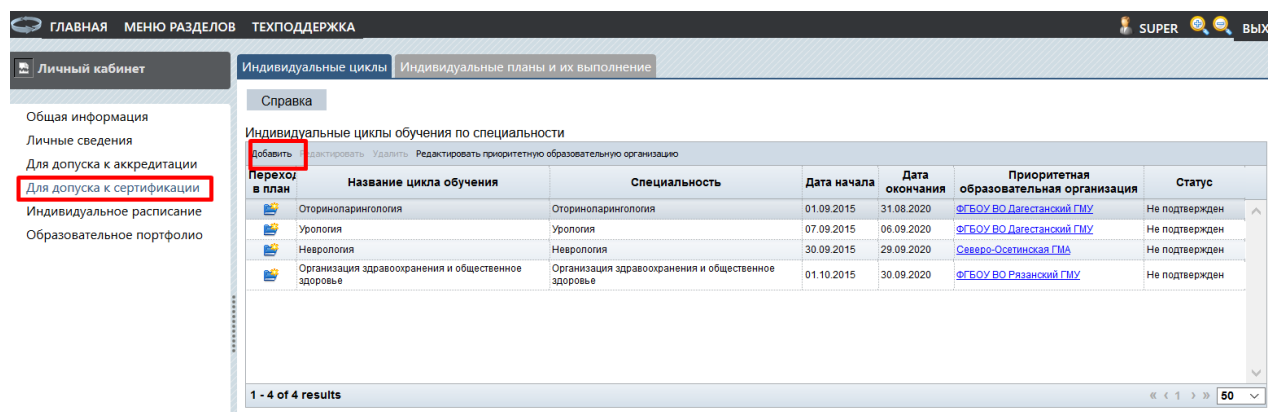 ГЛАВНАЯ МЕНЮ РАЗДЕЛОВ ТЕХПОДДЕРЖКА SUPER ВЫХ
Личный кабинет
Общая информация
Личные сведения
Для допуска к аккредитации
Для допуска к сертификации
Индивидуальное расписание
Образовательное портфолио
Индивидуальные циклы Индивидуальные планы и их выполнение
Справка
Индивидуальные циклы обучения по специальности
Добавить Редактировать Удалить Редактировать приоритетную образовательную организацию
Переход в план Название цикла обучения Специальность Дата начала Дата окончания Приоритетная образовательная организация Статус
Оториноларингология Оториноларингология 01.09.2015 31.08.2020 ФГБОУ ВО Дагестанский ГМУ Не подтвержден
Урология Урология 07.09.2015 06.09.2020 ФГБОУ ВО Дагестанский ГМУ Не подтвержден
Неврология Неврология 30.09.2015 29.09.2020 Северо-Осетинская ГМА Не подтвержден
Организация здравоохранения и общественное здоровье Организация здравоохранения и общественное здоровье 01.10.2015 30.09.2020 ФГБОУ ВО Рязанский ГМУ Не подтвержден
1 - 4 of 4 results « ‹ 1 › » 50